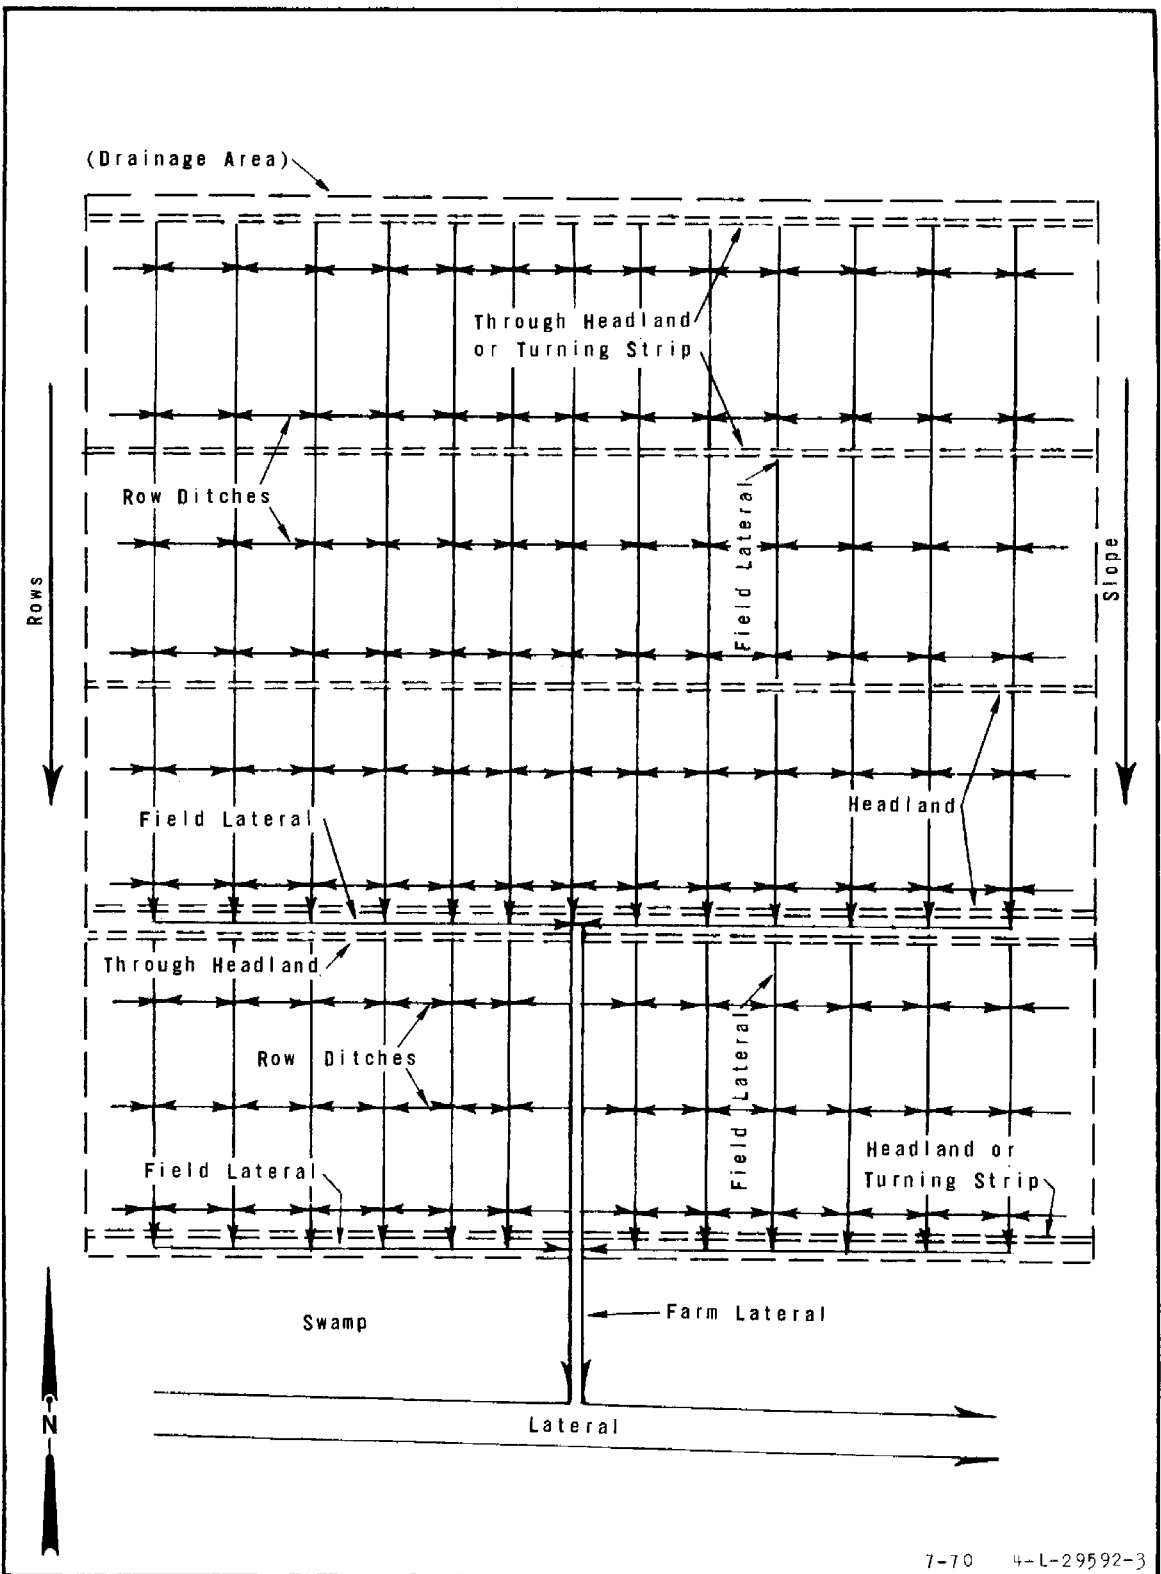 (Drainage Area)
Through Headland
or Turning Strip
Row Ditches
Field Lateral
Rows
Slope
Headland
Field Lateral
Through Headland
Row Ditches
Field Lateral
Headland or
Turning Strip
Field Lateral
Swamp
Farm Lateral
N
Lateral
7-70 4-L-29592-3